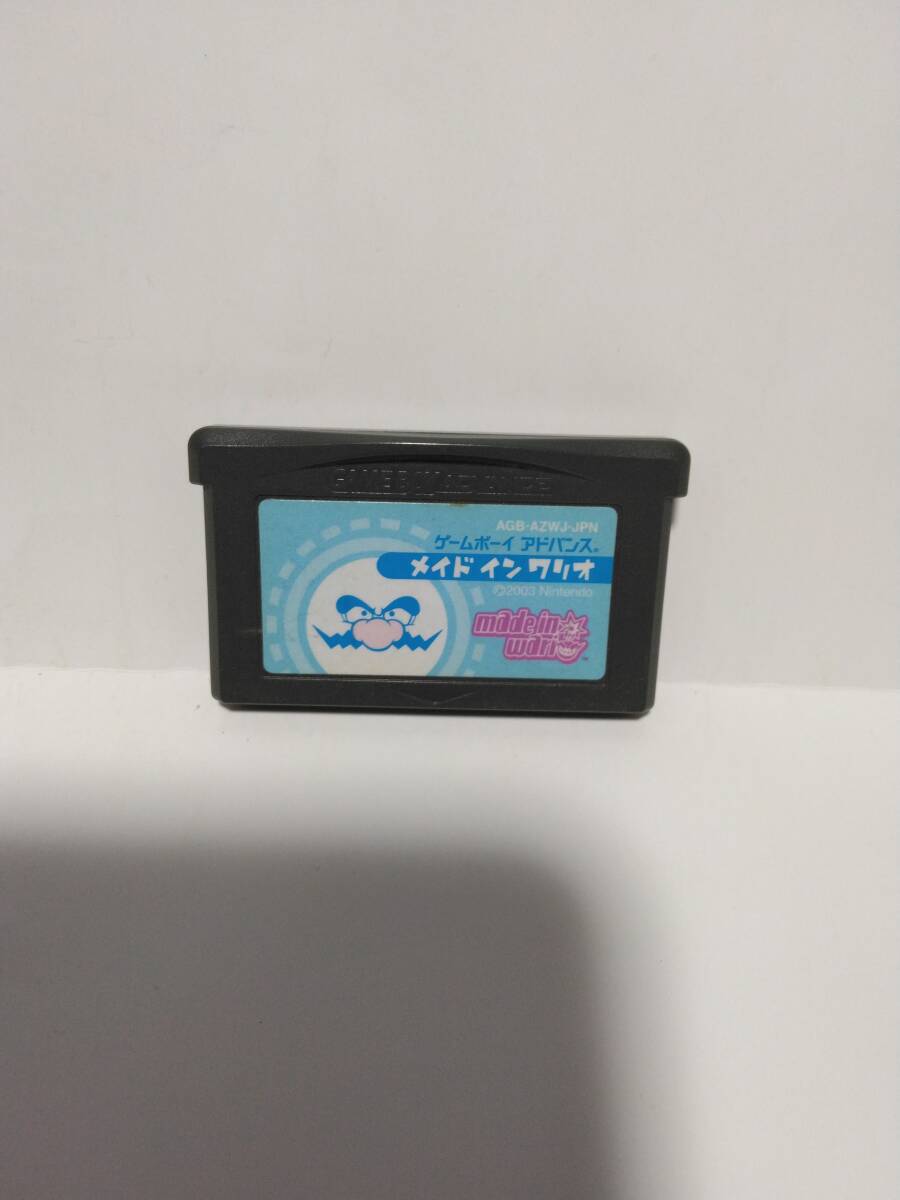 GAME BOY ADVANCE
AGB-AZWJ-JPN
ゲームボーイ アドバンス®
メイド イン ワリオ
©2003 Nintendo
made in
wario™